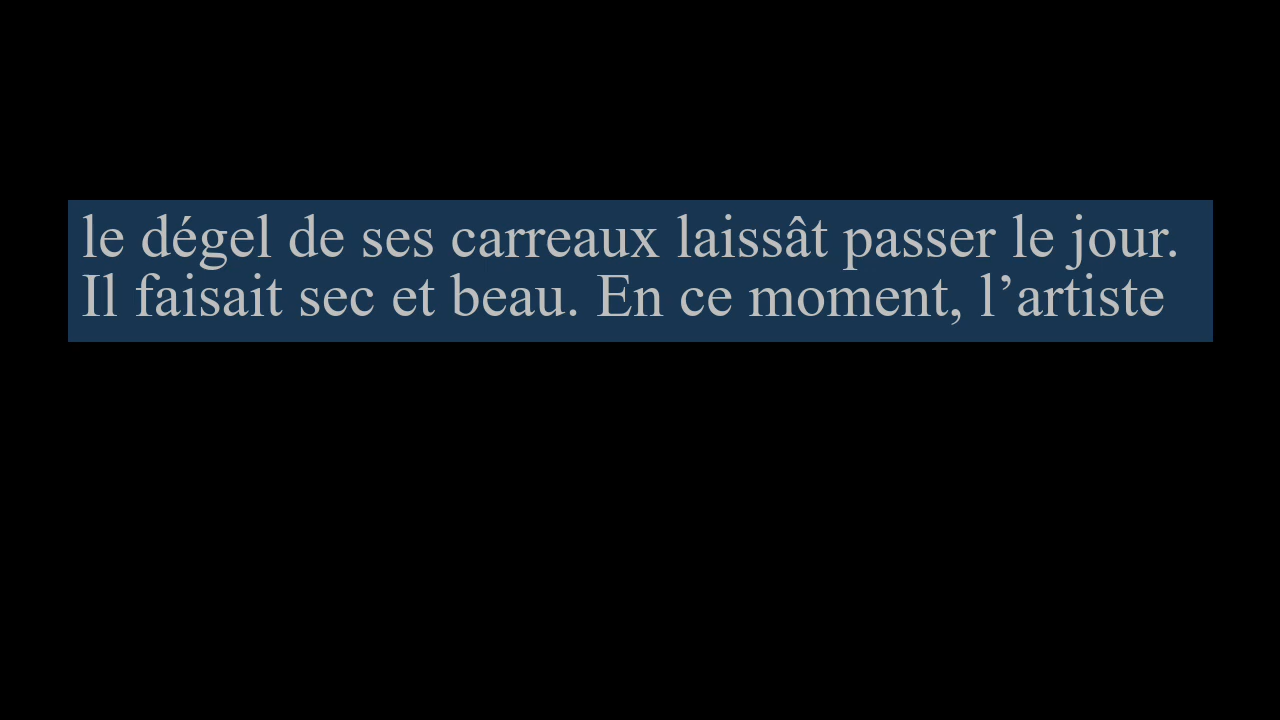 le dégel de ses carreaux laissât passer le jour.
Il faisait sec et beau. En ce moment, l’artiste